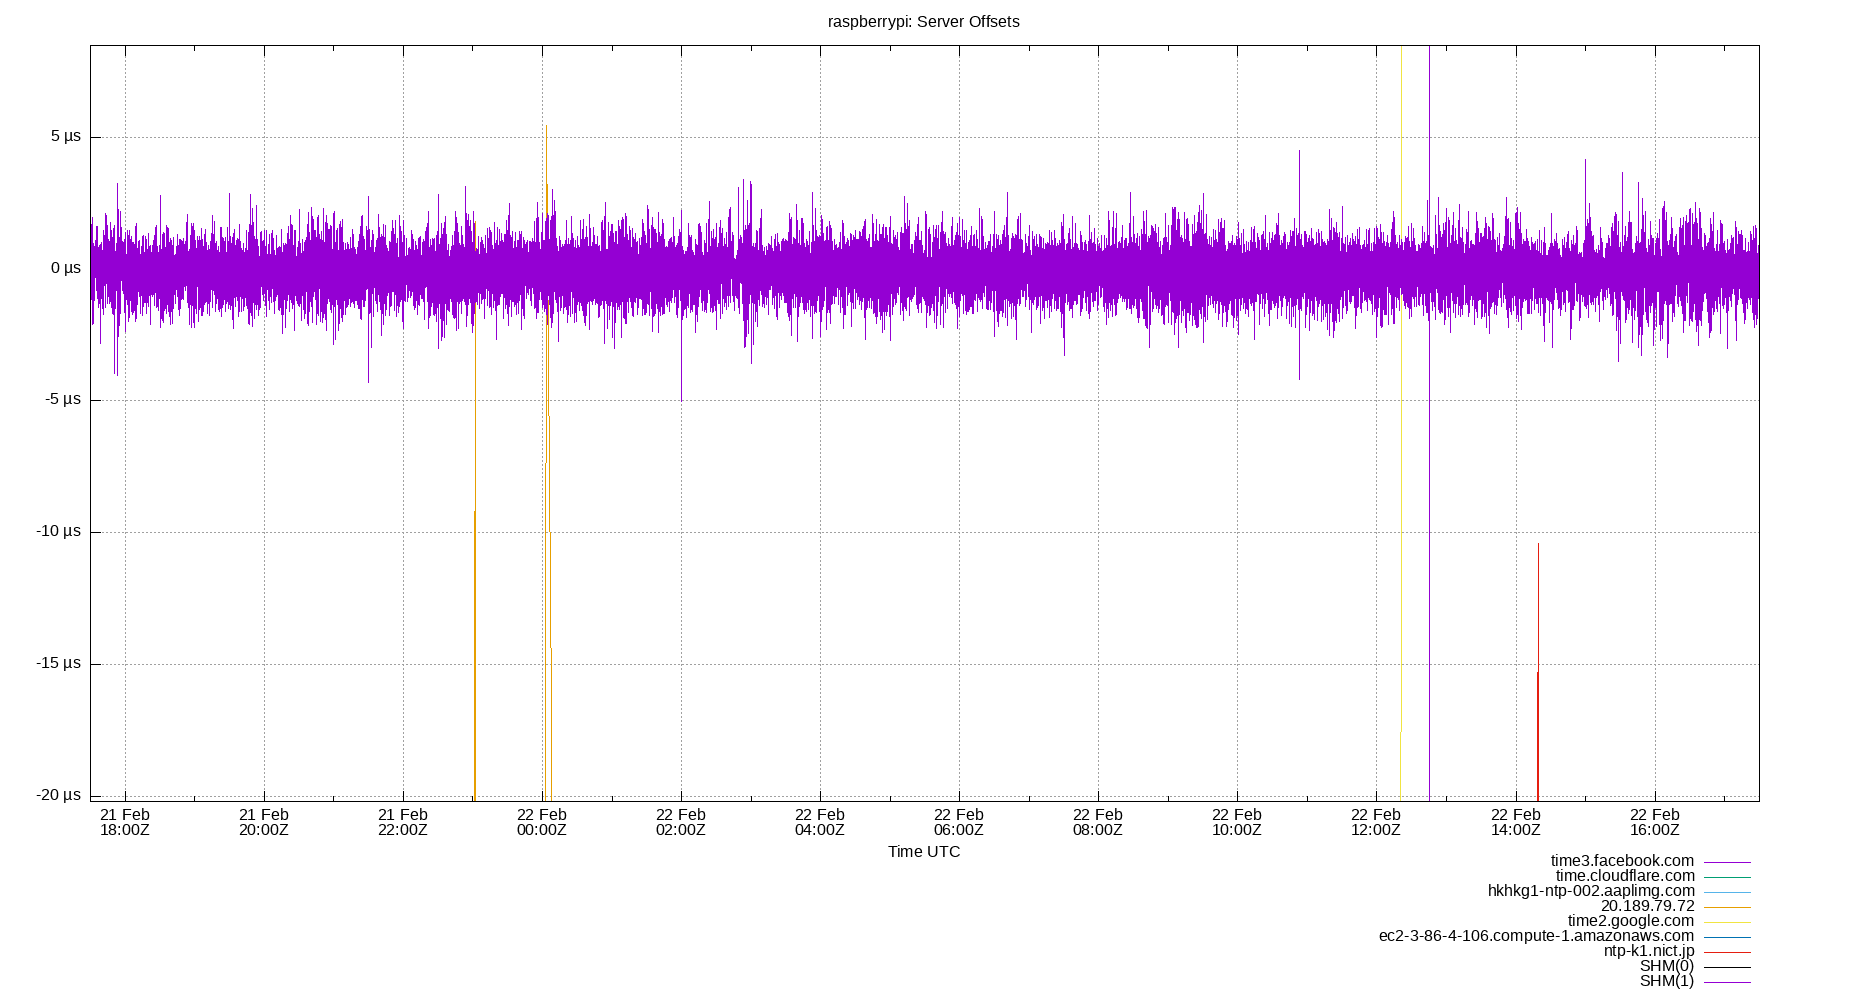 raspberrypi: Server Offsets
5 µs
0 µs
-5 µs
-10 µs
-15 µs
-20 µs
21 Feb
18:00Z
21 Feb
20:00Z
21 Feb
22:00Z
22 Feb
00:00Z
22 Feb
02:00Z
22 Feb
04:00Z
22 Feb
06:00Z
22 Feb
08:00Z
22 Feb
10:00Z
22 Feb
12:00Z
22 Feb
14:00Z
22 Feb
16:00Z
Time UTC
time3.facebook.com
time.cloudflare.com
hkhkg1-ntp-002.aaplimg.com
20.189.79.72
time2.google.com
ec2-3-86-4-106.compute-1.amazonaws.com
ntp-k1.nict.jp
SHM(0)
SHM(1)